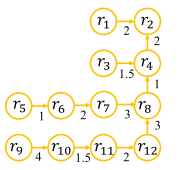 r₁ 2 r₂
2
r₃ 1.5 r₄
1
r₅ 1 r₆ 2 r₇ 3 r₈
3
r₉ 4 r₁₀ 1.5 r₁₁ 2 r₁₂